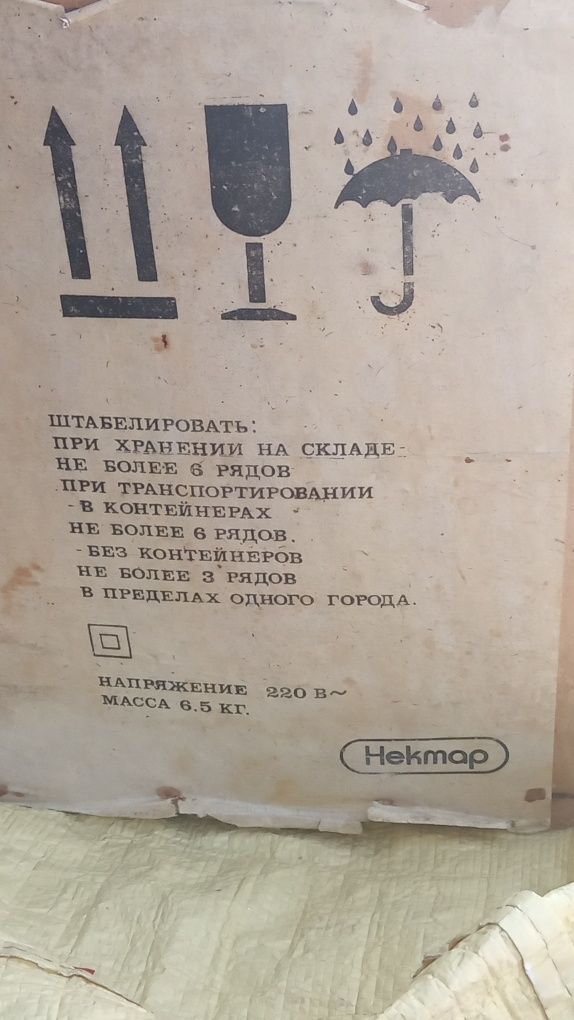 ШТАБЕЛИРОВАТЬ:
ПРИ ХРАНЕНИИ НА СКЛАДЕ-
НЕ БОЛЕЕ 6 РЯДОВ
ПРИ ТРАНСПОРТИРОВАНИИ
- В КОНТЕЙНЕРАХ
НЕ БОЛЕЕ 6 РЯДОВ.
- БЕЗ КОНТЕЙНЕРОВ
НЕ БОЛЕЕ 3 РЯДОВ
В ПРЕДЕЛАХ ОДНОГО ГОРОДА.
НАПРЯЖЕНИЕ 220 В~
МАССА 6.5 КГ.
Нектар